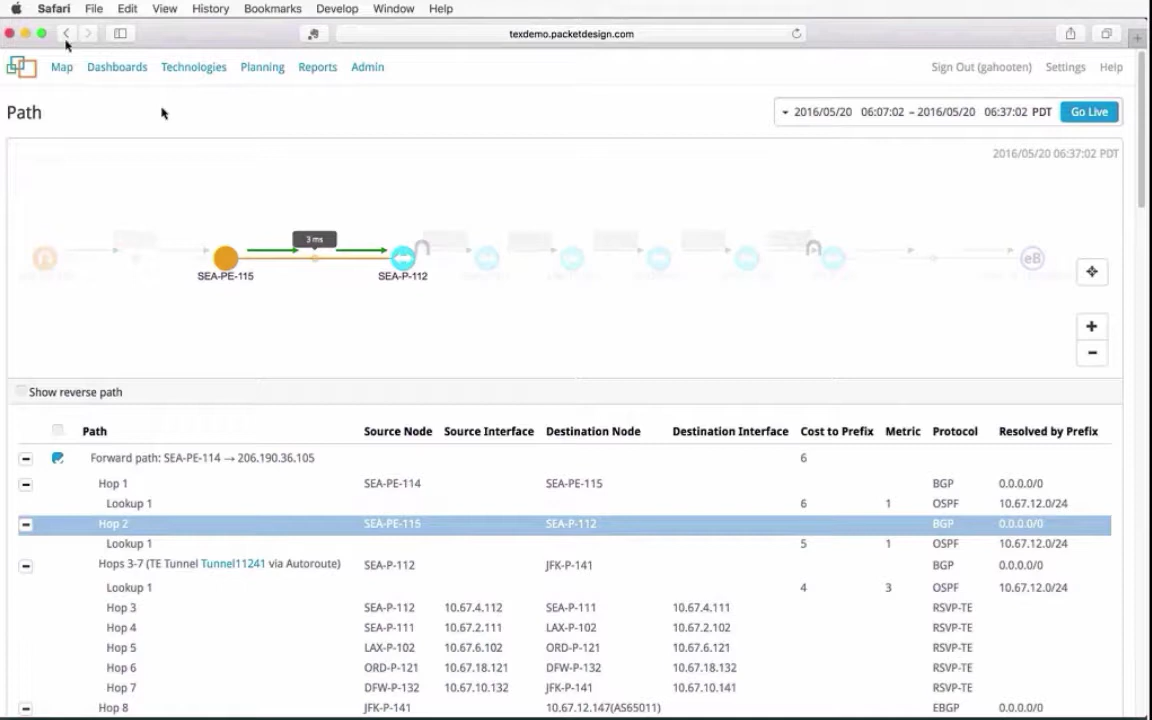 Safari File Edit View History Bookmarks Develop Window Help
texdemo.packetdesign.com
Map Dashboards Technologies Planning Reports Admin Sign Out (gahooten) Settings Help
Path 2016/05/20 06:07:02 – 2016/05/20 06:37:02 PDT Go Live
2016/05/20 06:37:02 PDT
3 ms
eB
SEA-PE-115 SEA-P-112
Show reverse path
Path Source Node Source Interface Destination Node Destination Interface Cost to Prefix Metric Protocol Resolved by Prefix
Forward path: SEA-PE-114 → 206.190.36.105 6
Hop 1 SEA-PE-114 SEA-PE-115 BGP 0.0.0.0/0
Lookup 1 6 1 OSPF 10.67.12.0/24
Hop 2 SEA-PE-115 SEA-P-112 BGP 0.0.0.0/0
Lookup 1 5 1 OSPF 10.67.12.0/24
Hops 3-7 (TE Tunnel Tunnel11241 via Autoroute) SEA-P-112 JFK-P-141 BGP 0.0.0.0/0
Lookup 1 4 3 OSPF 10.67.12.0/24
Hop 3 SEA-P-112 10.67.4.112 SEA-P-111 10.67.4.111 RSVP-TE
Hop 4 SEA-P-111 10.67.2.111 LAX-P-102 10.67.2.102 RSVP-TE
Hop 5 LAX-P-102 10.67.6.102 ORD-P-121 10.67.6.121 RSVP-TE
Hop 6 ORD-P-121 10.67.18.121 DFW-P-132 10.67.18.132 RSVP-TE
Hop 7 DFW-P-132 10.67.10.132 JFK-P-141 10.67.10.141 RSVP-TE
Hop 8 JFK-P-141 10.67.12.147(AS65011) EBGP 0.0.0.0/0